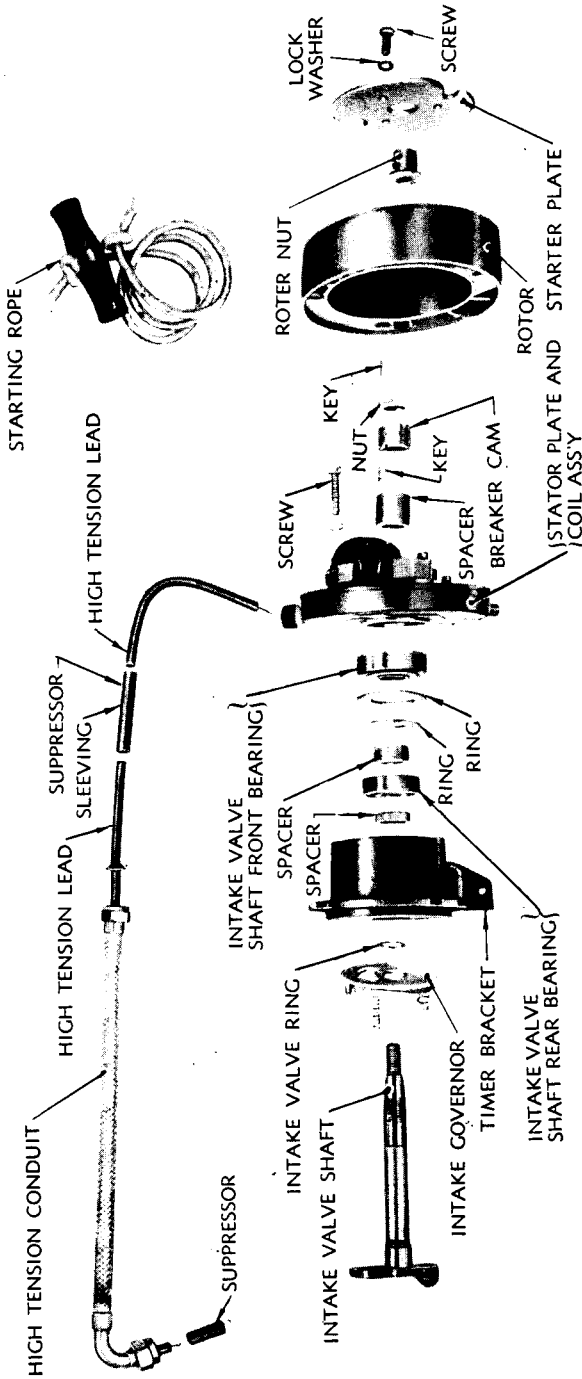 STARTING ROPE
HIGH TENSION LEAD
SUPPRESSOR
SLEEVING
HIGH TENSION LEAD
HIGH TENSION CONDUIT
SUPPRESSOR
LOCK
WASHER
SCREW
ROTER NUT
STARTER PLATE
ROTOR
KEY
NUT
KEY
SCREW
SPACER
BREAKER CAM
STATOR PLATE AND
COIL ASS'Y
INTAKE VALVE
SHAFT FRONT BEARING
SPACER
SPACER
RING
RING
INTAKE VALVE RING
INTAKE VALVE SHAFT
INTAKE GOVERNOR
TIMER BRACKET
INTAKE VALVE
SHAFT REAR BEARING